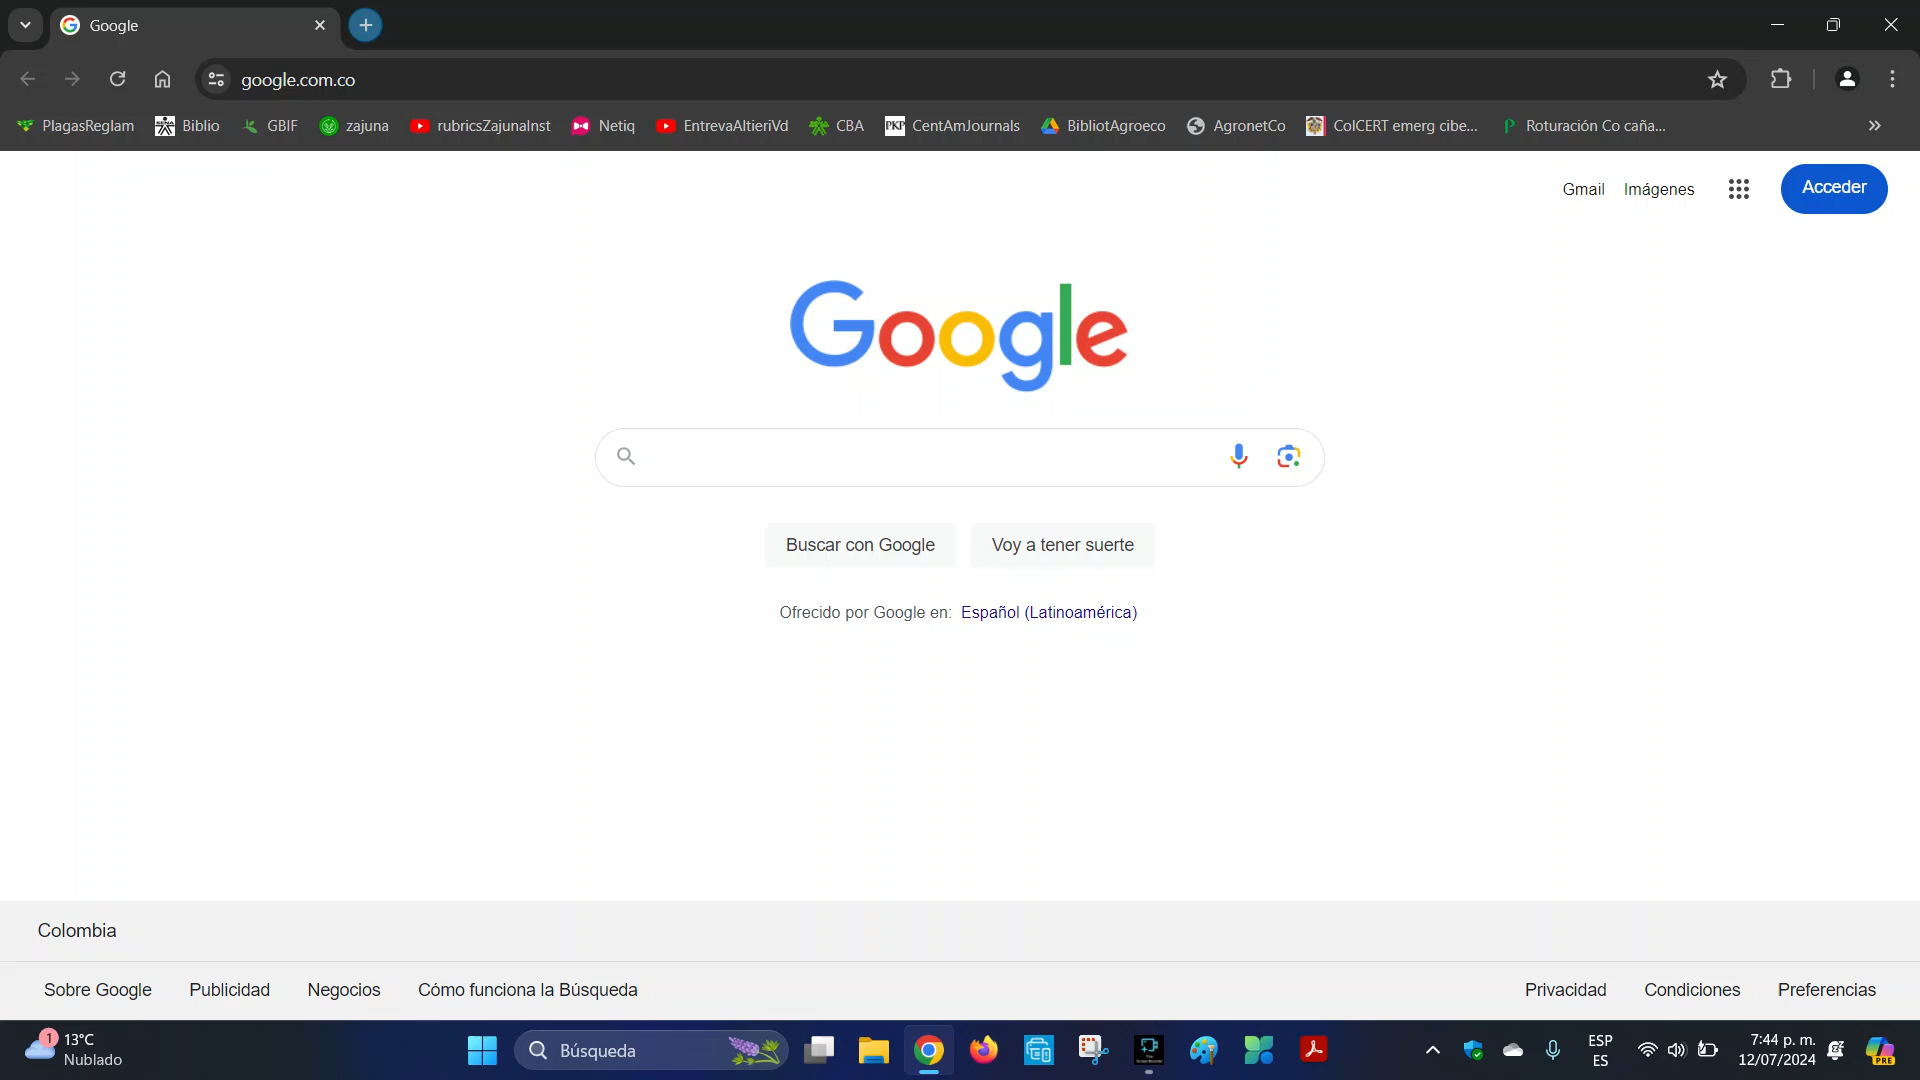 Google
google.com.co
PlagasReglam
Biblio
GBIF
zajuna
rubricsZajunaInst
Netiq
EntrevaAltieriVd
CBA
PKP CentAmJournals
BibliotAgroeco
AgronetCo
ColCERT emerg cibe...
Roturación Co caña...
Gmail
Imágenes
Acceder
Google
Buscar con Google
Voy a tener suerte
Ofrecido por Google en: Español (Latinoamérica)
Colombia
Sobre Google
Publicidad
Negocios
Cómo funciona la Búsqueda
Privacidad
Condiciones
Preferencias
1
13°C
Nublado
Búsqueda
ESP
ES
7:44 p. m.
12/07/2024
PRE